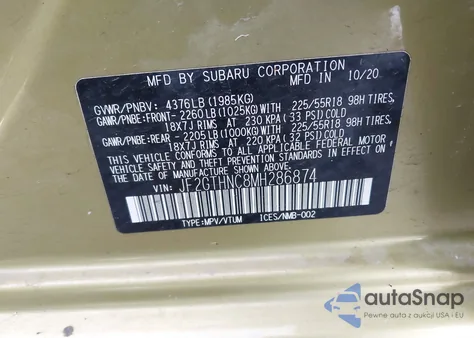 MFD. BY SUBARU CORPORATION
GVWR/PNBV: 4376LB(1985KG) MFD IN 10/20
GAWR/PNBE:FRONT- 2260LB(1025KG)WITH 225/55R18 98H TIRES,
18X7J RIMS AT 230 KPA(33 PSI)COLD
GAWR/PNBE:REAR -2205LB(1000KG)WITH 225/55R18 98H TIRES,
18X7J RIMS AT 220 KPA(32 PSI)COLD
THIS VEHICLE CONFORMS TO ALL APPLICABLE FEDERAL MOTOR
VEHICLE SAFETY AND THEFT PREVENTION STANDARDS IN
EFFECT ON THE DATE OF MANUFACTURE SHOWN ABOVE.
VIN: JF2GTHNC8MH286874
TYPE:MPV/VTUM ICES/NMB-002
autoSnap
Pewne auta z aukcji USA i EU